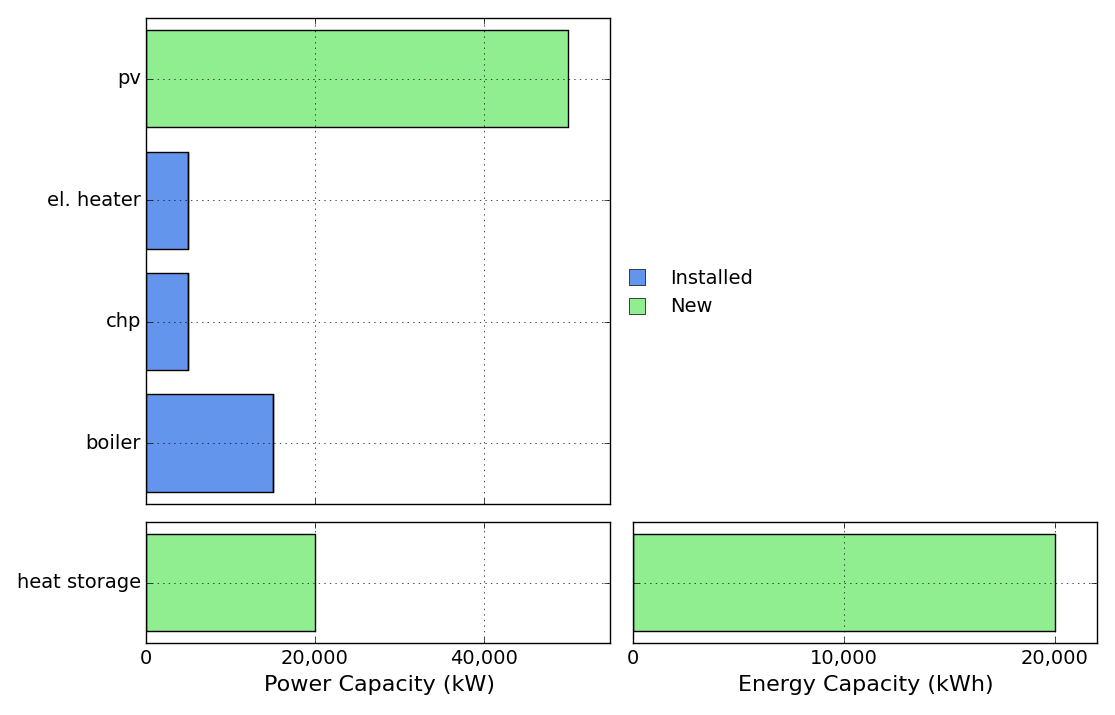 pv
el. heater
chp
boiler
Installed
New
heat storage
0 20,000 40,000
Power Capacity (kW)
0 10,000 20,000
Energy Capacity (kWh)